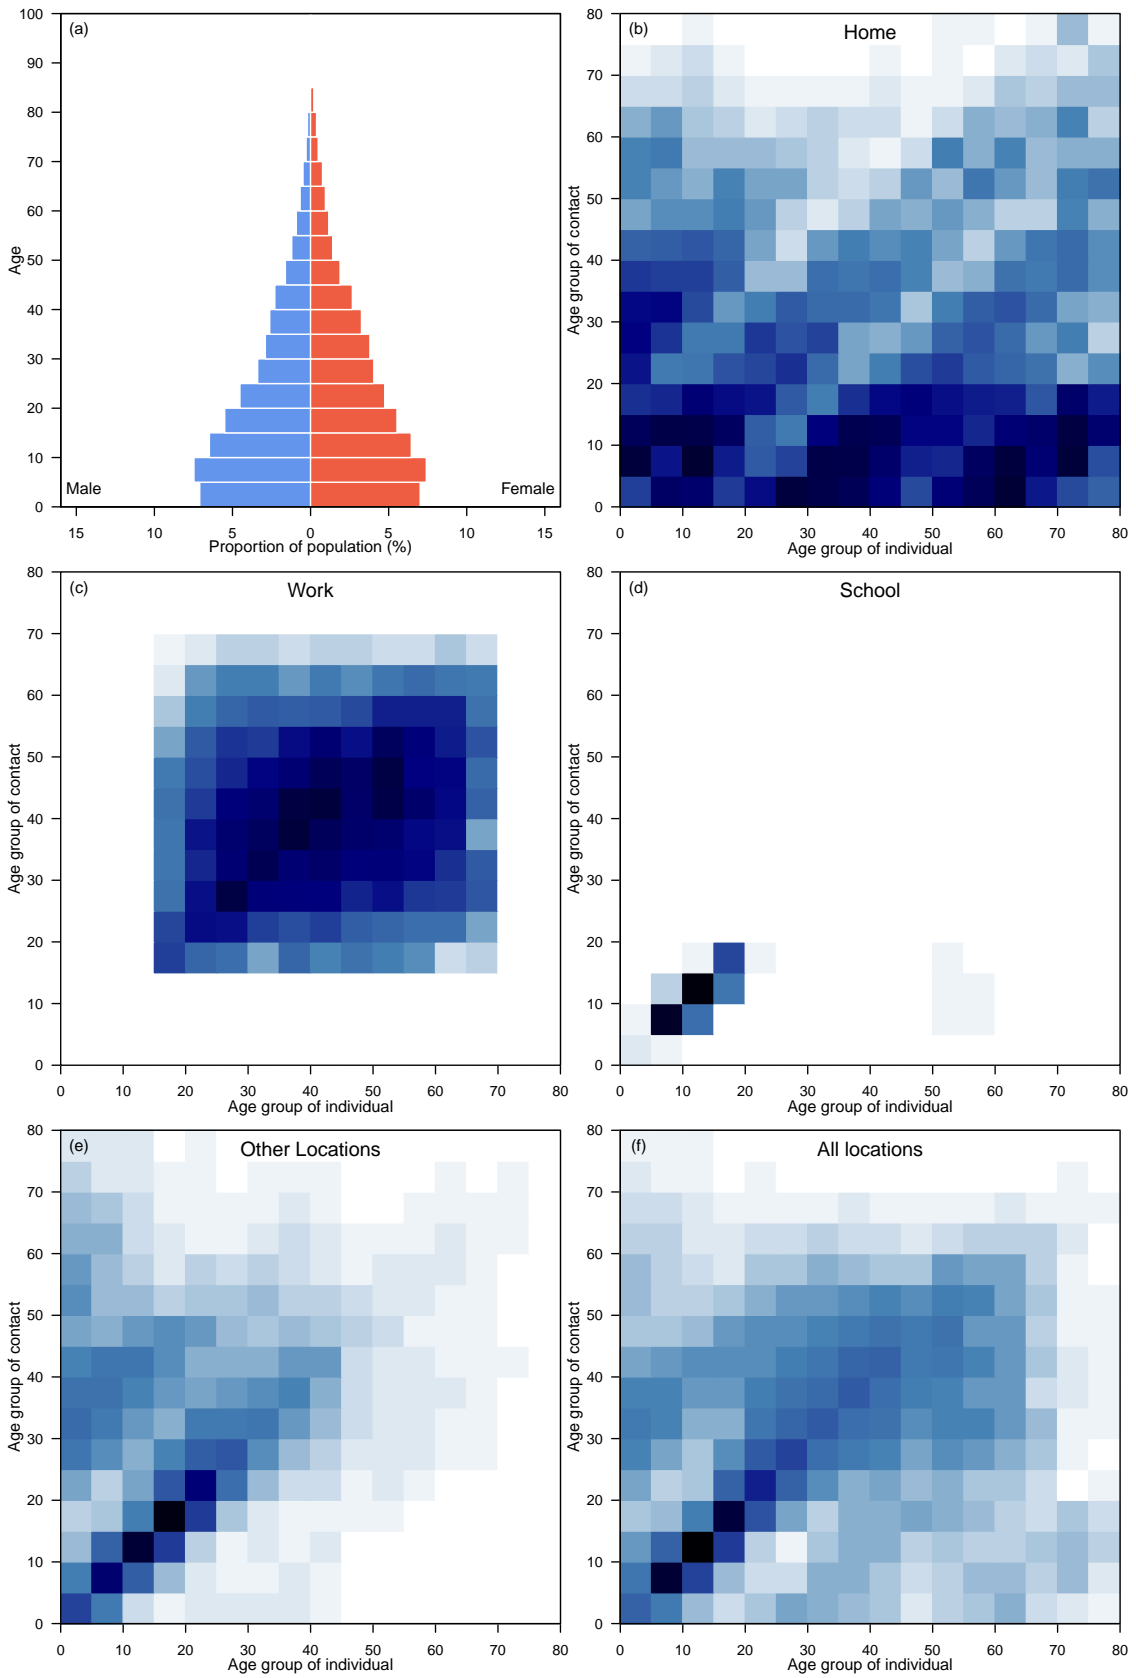 (a)
100
90
80
70
60
50
40
30
20
10
0
Age
Male
Female
15 10 5 0 5 10 15
Proportion of population (%)
(b)
Home
80
70
60
50
40
30
20
10
0
Age group of contact
0 10 20 30 40 50 60 70 80
Age group of individual
(c)
Work
80
70
60
50
40
30
20
10
0
Age group of contact
0 10 20 30 40 50 60 70 80
Age group of individual
(d)
School
80
70
60
50
40
30
20
10
0
Age group of contact
0 10 20 30 40 50 60 70 80
Age group of individual
(e)
Other Locations
80
70
60
50
40
30
20
10
0
Age group of contact
0 10 20 30 40 50 60 70 80
Age group of individual
(f)
All locations
80
70
60
50
40
30
20
10
0
Age group of contact
0 10 20 30 40 50 60 70 80
Age group of individual